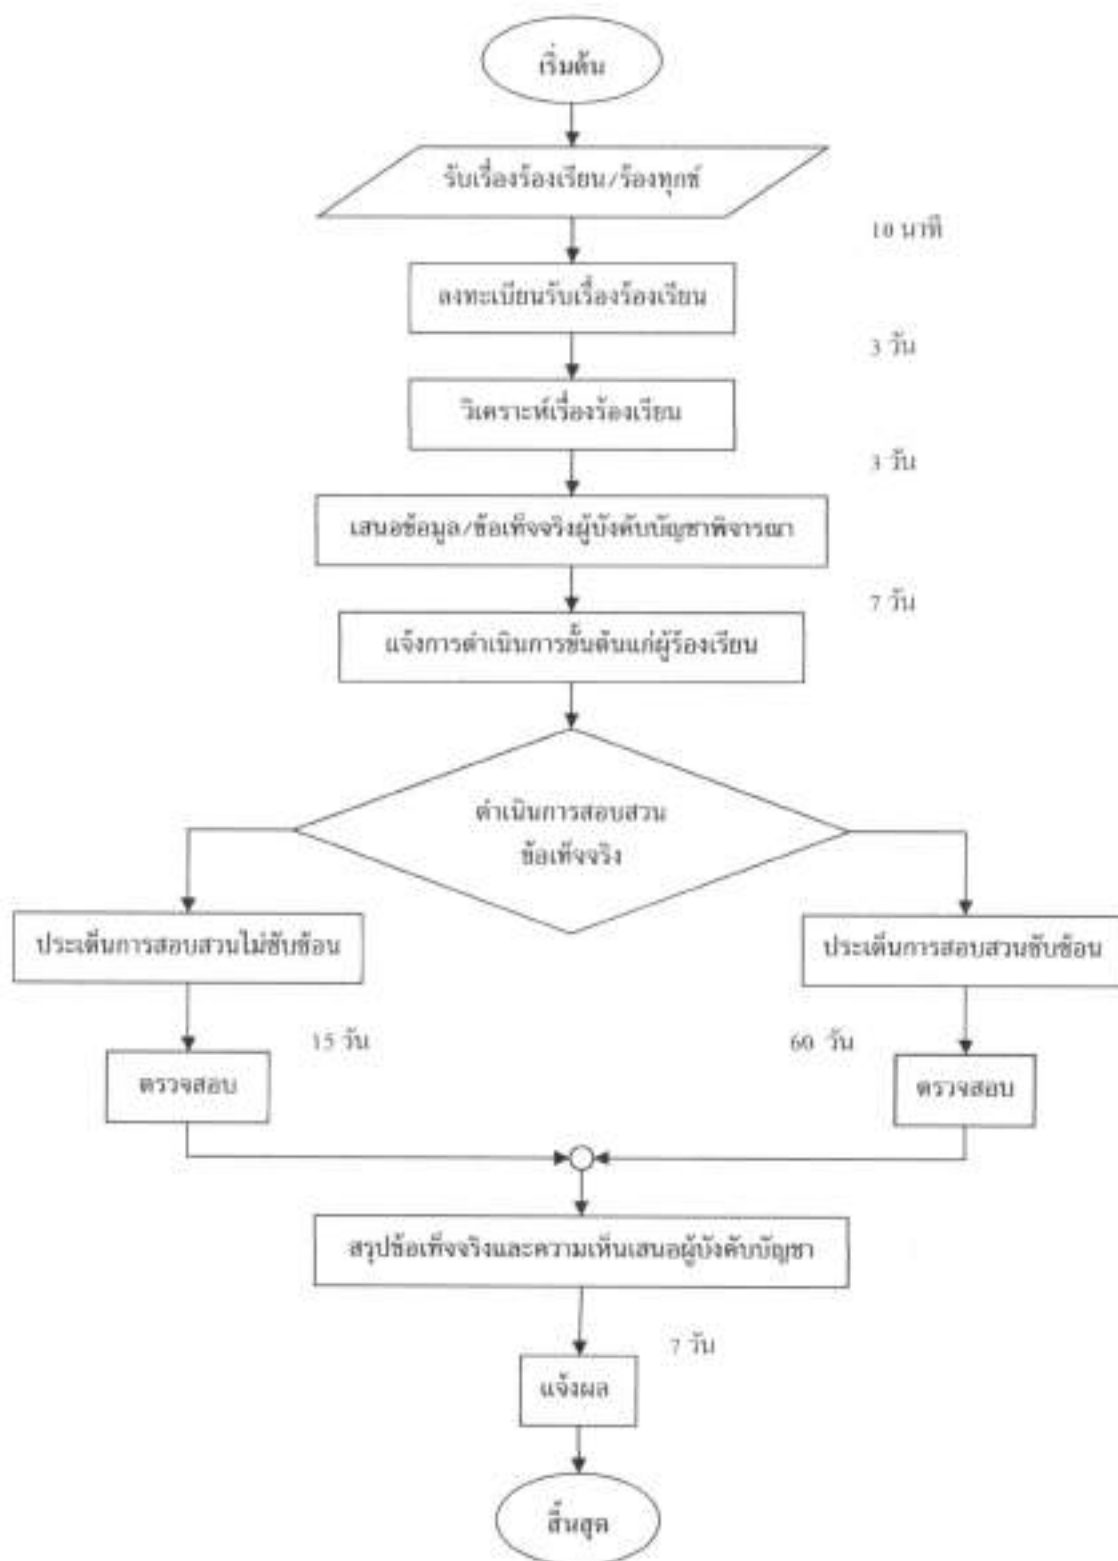 เริ่มต้น
รับเรื่องร้องเรียน/ร้องทุกข์
10 นาที
ลงทะเบียนรับเรื่องร้องเรียน
3 วัน
วิเคราะห์เรื่องร้องเรียน
3 วัน
เสนอข้อมูล/ข้อเท็จจริงผู้บังคับบัญชาพิจารณา
7 วัน
แจ้งการดำเนินการขั้นต้นแก่ผู้ร้องเรียน
ดำเนินการสอบสวน
ข้อเท็จจริง
ประเด็นการสอบสวนไม่ซับซ้อน
ประเด็นการสอบสวนซับซ้อน
15 วัน
60 วัน
ตรวจสอบ
ตรวจสอบ
สรุปข้อเท็จจริงและความเห็นเสนอผู้บังคับบัญชา
7 วัน
แจ้งผล
สิ้นสุด